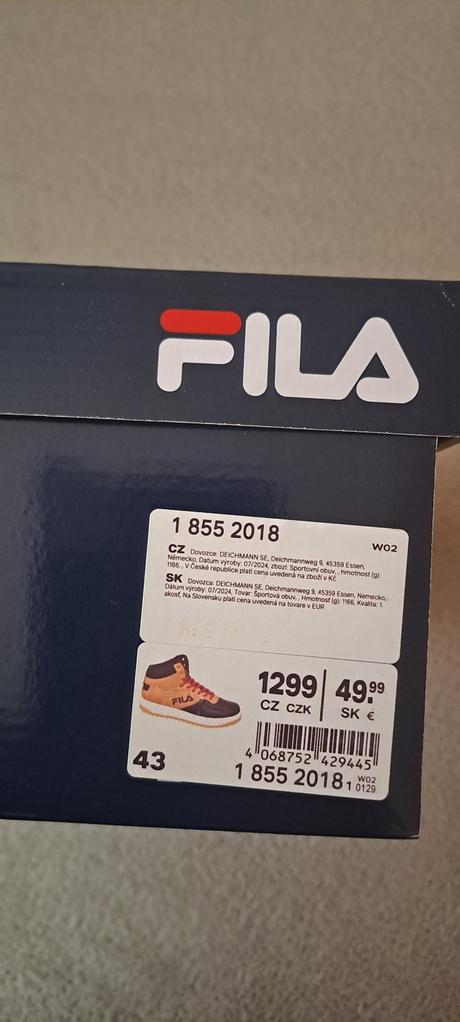 FILA
1 855 2018
W02
CZ Dovozce: DEICHMANN SE, Deichmannweg 9, 45359 Essen,
Německo, Datum výroby: 07/2024, zboží: Sportovní obuv, , hmotnost (g):
1166, , V České republice platí cena uvedená na zboží v Kč
SK Dovozca: DEICHMANN SE, Deichmannweg 9, 45359 Essen, Nemecko,
Dátum výroby: 07/2024, Tovar: Športová obuv, , Hmotnosť (g): 1166, Kvalita: 1.
akosť, Na Slovensku platí cena uvedená na tovare v EUR
FILA
1299 49.99
CZ CZK SK €
4 068752 429445
43
1 855 2018 1 W02
0129